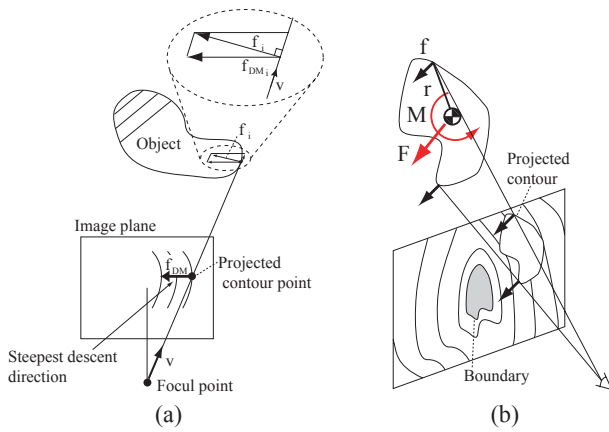 f i
f DM i
v
f i
Object
Image plane
f DM
Projected
contour point
Steepest descent
direction
v
Focul point
(a)
f
r
M
F
Projected
contour
Boundary
(b)